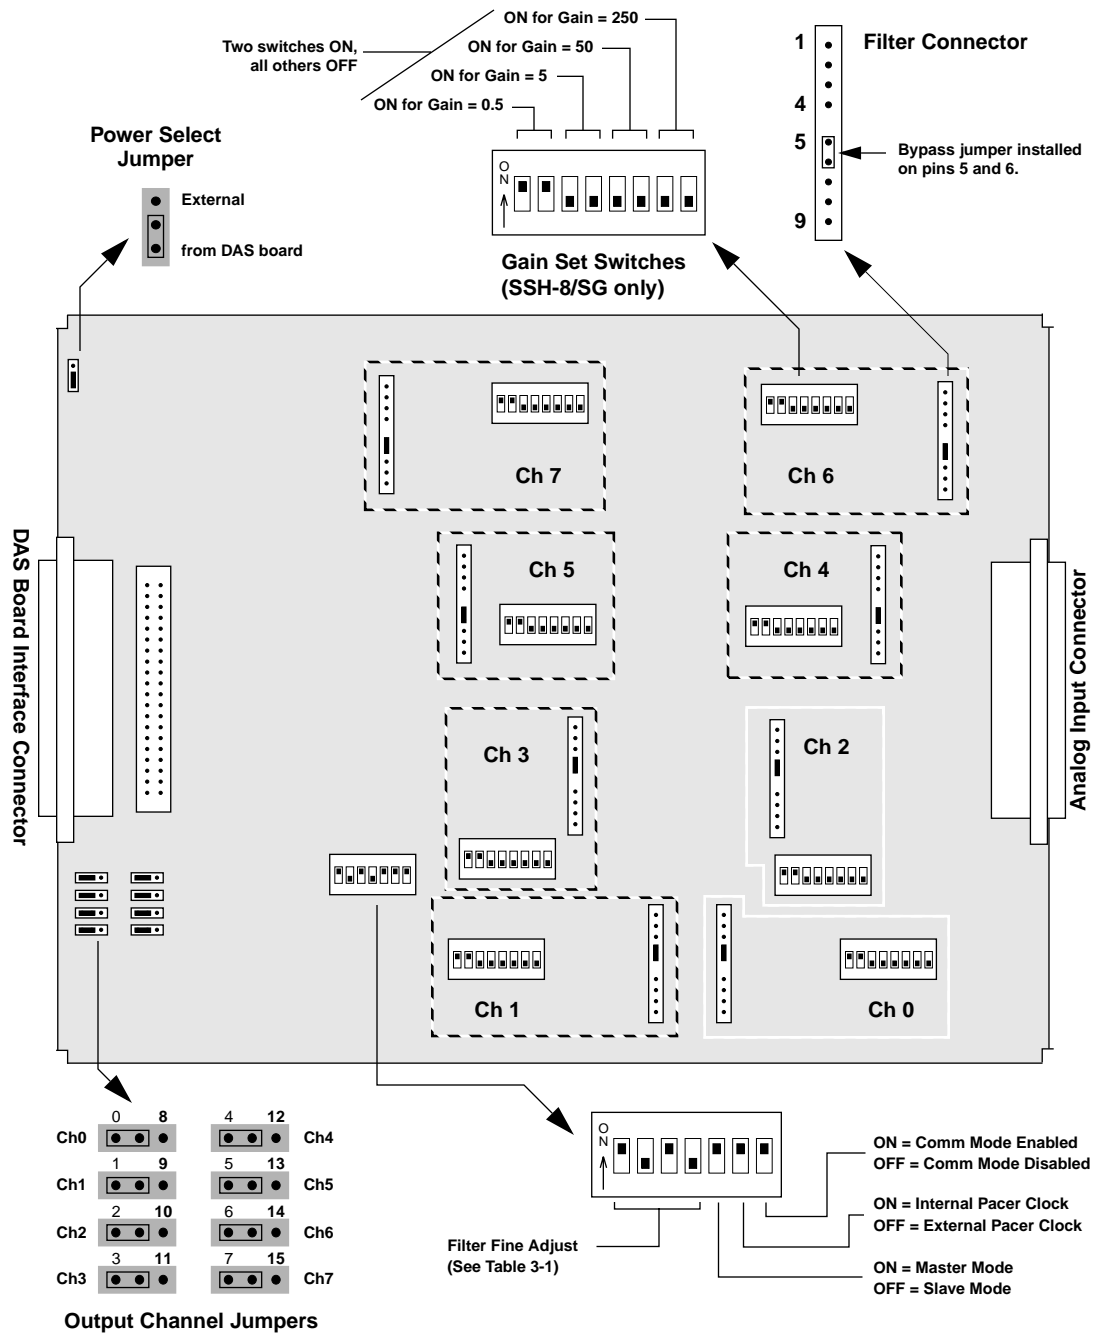 ON for Gain = 250
Two switches ON,
all others OFF
ON for Gain = 50
ON for Gain = 5
ON for Gain = 0.5
1
4
5
9
Filter Connector
Bypass jumper installed
on pins 5 and 6.
Power Select
Jumper
External
from DAS board
O
N
Gain Set Switches
(SSH-8/SG only)
Ch 7
Ch 6
Ch 5
Ch 4
Ch 3
Ch 2
Ch 1
Ch 0
DAS Board Interface Connector
Analog Input Connector
0 8 4 12
Ch0 Ch4
1 9 5 13
Ch1 Ch5
2 10 6 14
Ch2 Ch6
3 11 7 15
Ch3 Ch7
Output Channel Jumpers
O
N
Filter Fine Adjust
(See Table 3-1)
ON = Comm Mode Enabled
OFF = Comm Mode Disabled
ON = Internal Pacer Clock
OFF = External Pacer Clock
ON = Master Mode
OFF = Slave Mode